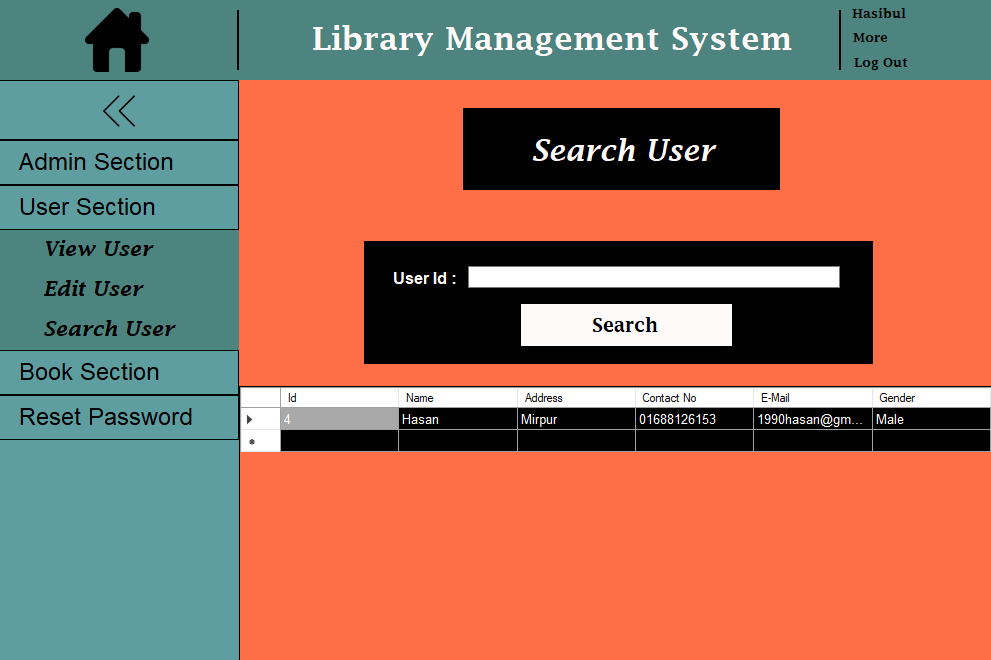 Library Management System
Hasibul
More
Log Out
Admin Section
User Section
View User
Edit User
Search User
Book Section
Reset Password
Search User
User Id :
Search
Id Name Address Contact No E-Mail Gender
4 Hasan Mirpur 01688126153 1990hasan@gm... Male